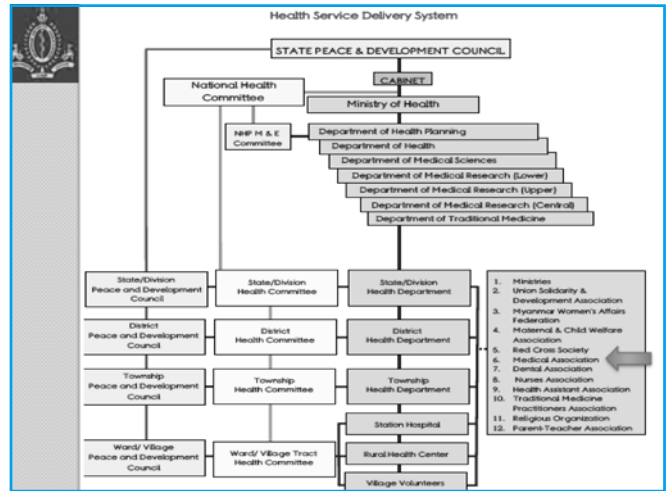 Health Service Delivery System
STATE PEACE & DEVELOPMENT COUNCIL
CABINET
National Health
Committee
Ministry of Health
NHP M & E
Committee
Department of Health Planning
Department of Health
Department of Medical Sciences
Department of Medical Research (Lower)
Department of Medical Research (Upper)
Department of Medical Research (Central)
Department of Traditional Medicine
State/Division
Peace and Development
Council
State/Division
Health Committee
State/Division
Health Department
District
Peace and Development
Council
District
Health Committee
District
Health Department
Township
Peace and Development
Council
Township
Health Committee
Township
Health Department
Station Hospital
Ward/ Village
Peace and Development
Council
Ward/ Village Tract
Health Committee
Rural Health Center
Village Volunteers
1. Ministries
2. Union Solidarity &
Development Association
3. Myanmar Women's Affairs
Federation
4. Maternal & Child Welfare
Association
5. Red Cross Society
6. Medical Association
7. Dental Association
8. Nurses Association
9. Health Assistant Association
10. Traditional Medicine
Practitioners Association
11. Religious Organization
12. Parent-Teacher Association